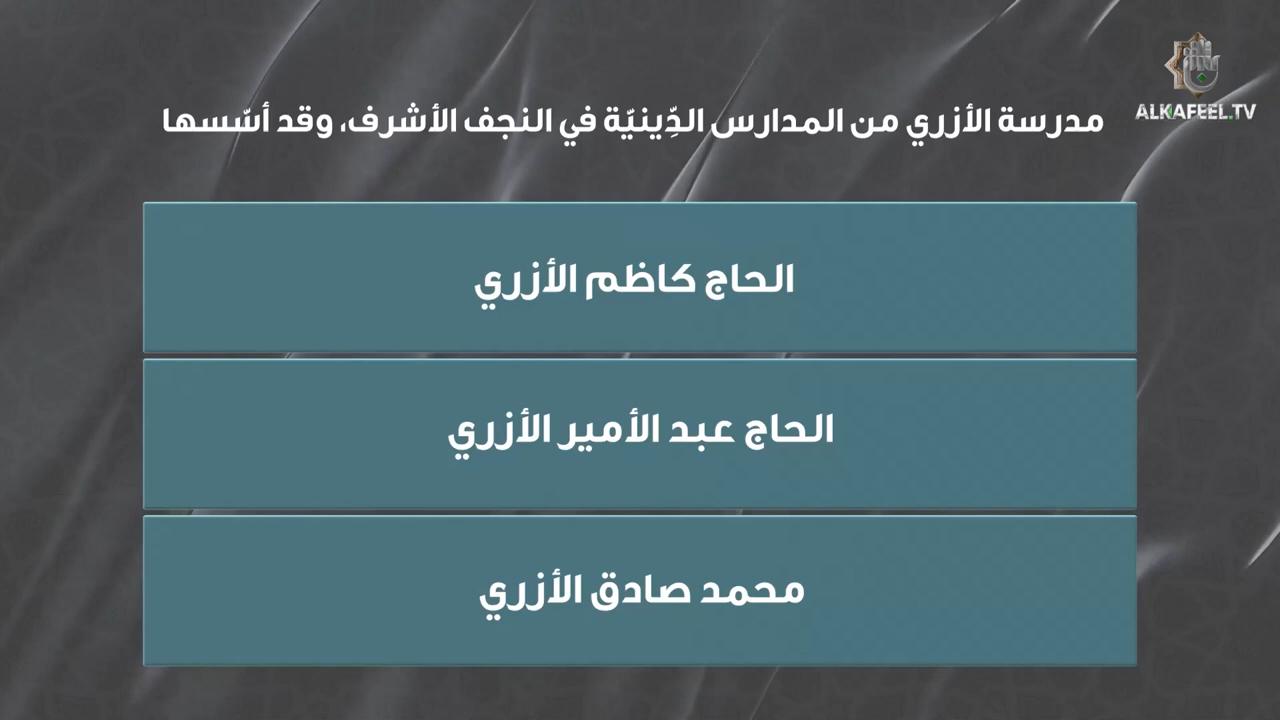 ALKAFEEL.TV
مدرسة الأزري من المدارس الدِّينيّة في النجف الأشرف، وقد أسّسها
الحاج كاظم الأزري
الحاج عبد الأمير الأزري
محمد صادق الأزري